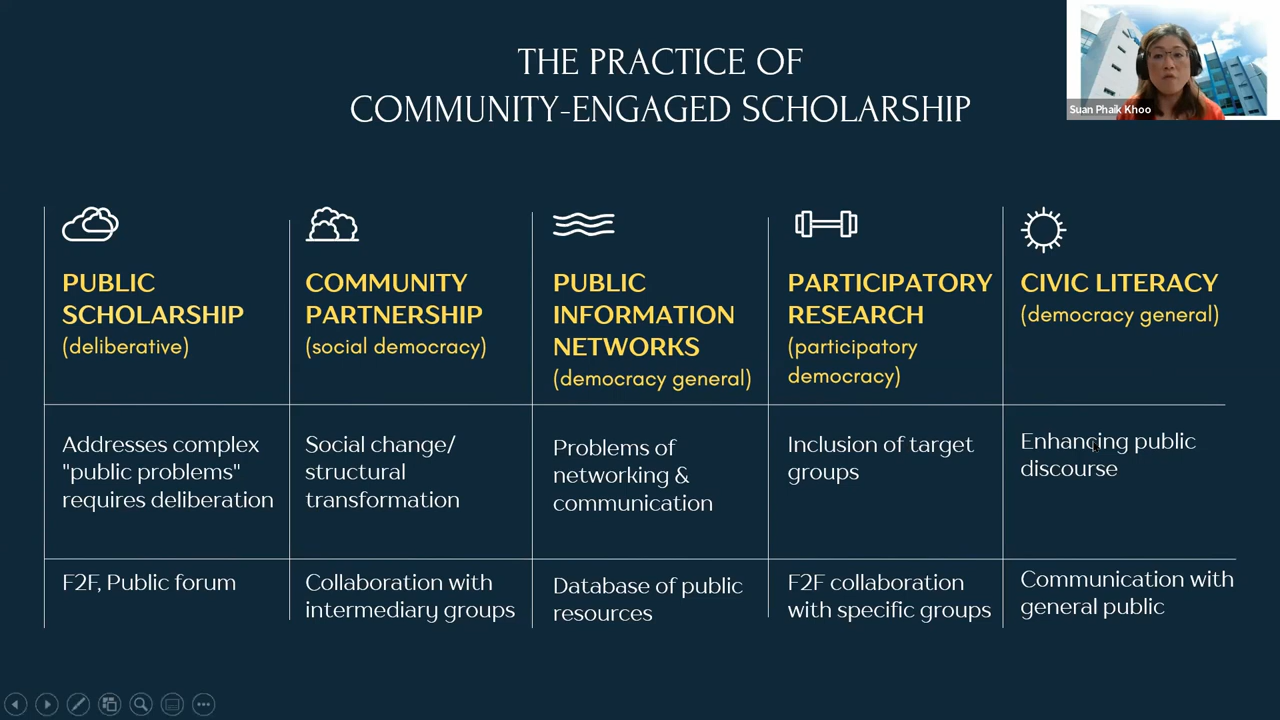 THE PRACTICE OF
COMMUNITY-ENGAGED SCHOLARSHIP
Suan Phaik Khoo
PUBLIC
SCHOLARSHIP
(deliberative)
COMMUNITY
PARTNERSHIP
(social democracy)
PUBLIC
INFORMATION
NETWORKS
(democracy general)
PARTICIPATORY
RESEARCH
(participatory
democracy)
CIVIC LITERACY
(democracy general)
Addresses complex
"public problems"
requires deliberation
Social change/
structural
transformation
Problems of
networking &
communication
Inclusion of target
groups
Enhancing public
discourse
F2F, Public forum
Collaboration with
intermediary groups
Database of public
resources
F2F collaboration
with specific groups
Communication with
general public